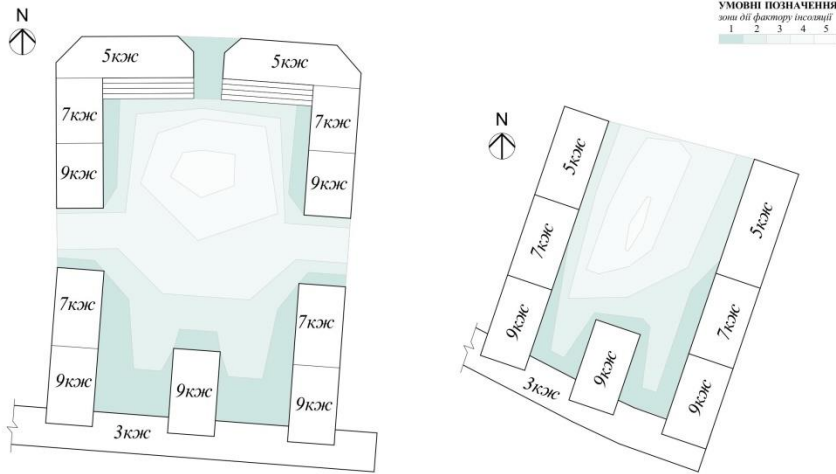 УМОВНІ ПОЗНАЧЕННЯ
зони дії фактору інсоляції
1 2 3 4 5
N
5кж 5кж
7кж 7кж
9кж 9кж
7кж 7кж
9кж 9кж 9кж
3кж
N
5кж
5кж
7кж
7кж
9кж
9кж
9кж
3кж